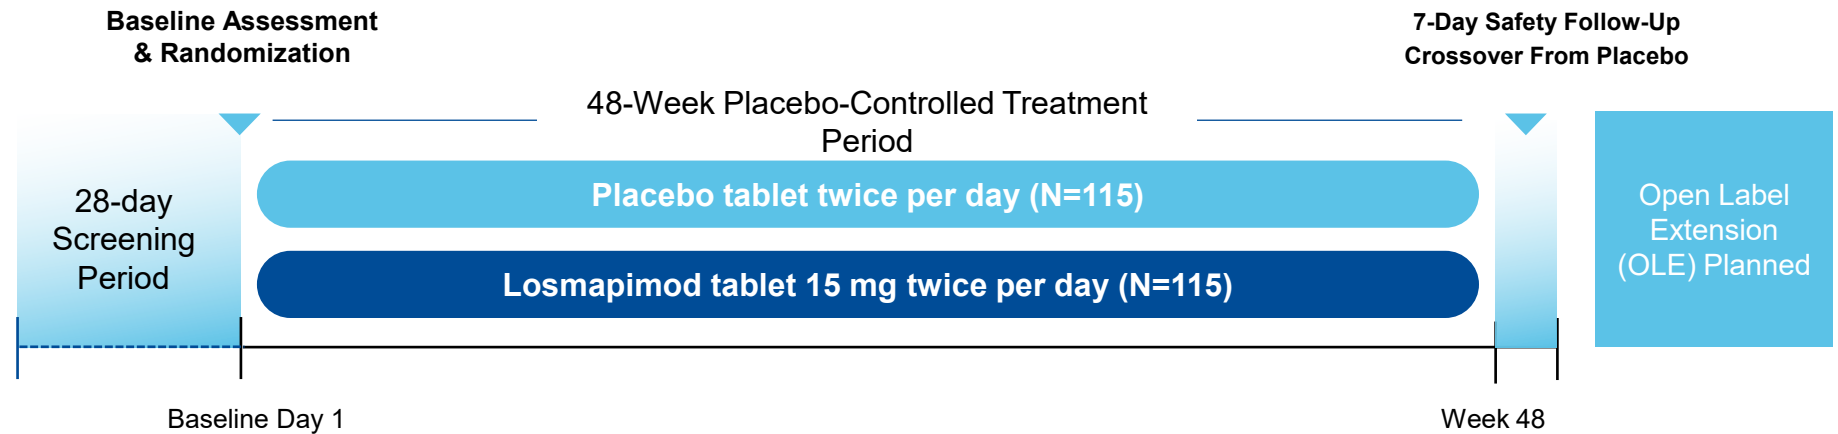 Baseline Assessment
& Randomization
7-Day Safety Follow-Up
Crossover From Placebo
48-Week Placebo-Controlled Treatment
Period
28-day
Screening
Period
Placebo tablet twice per day (N=115)
Losmapimod tablet 15 mg twice per day (N=115)
Open Label
Extension
(OLE) Planned
Baseline Day 1
Week 48